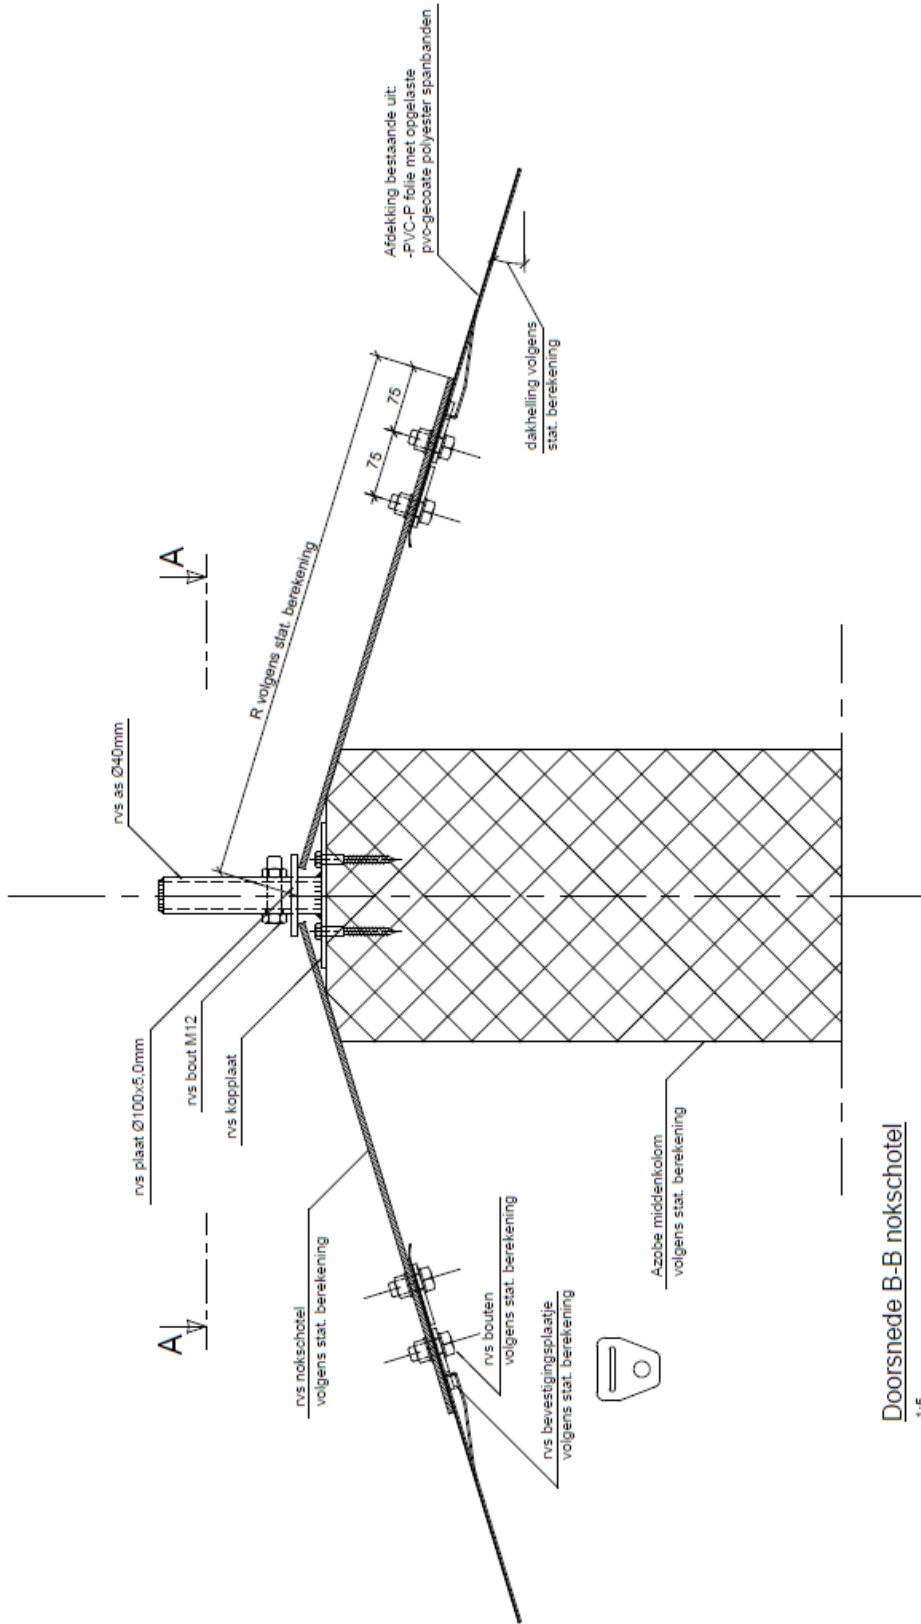 rvs as Ø40mm
A
A
rvs plaat Ø100x5,0mm
rvs bout M12
rvs kopplaat
R volgens stat. berekening
75
75
Afdekking bestaande uit:
-PVC-P folie met opgelaste
pvc-gecoate polyester spanbanden
dakhelling volgens
stat. berekening
rvs nokschotel
volgens stat. berekening
rvs bouten
volgens stat. berekening
rvs bevestigingsplaatje
volgens stat. berekening
Azobe middenkolom
volgens stat. berekening
Doorsnede B-B nokschotel